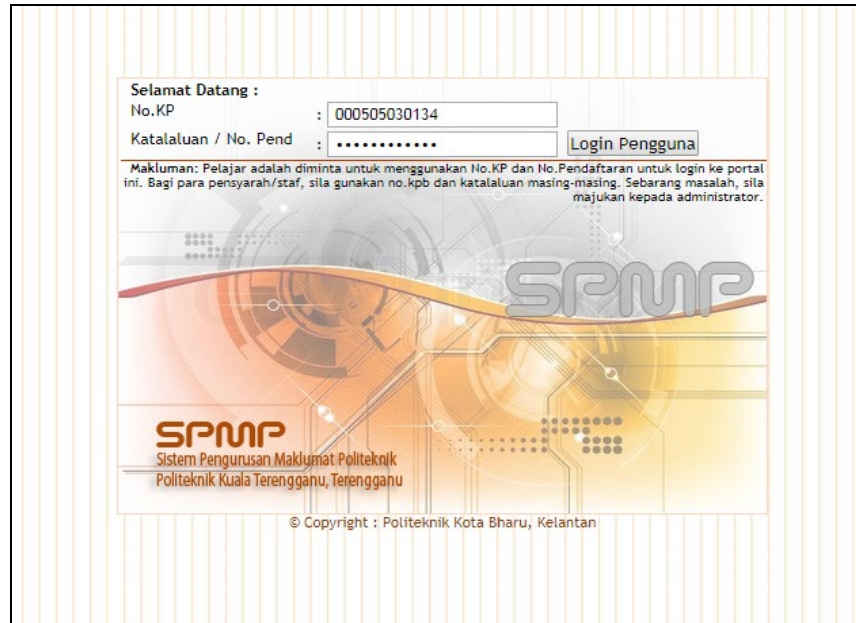 Selamat Datang :
No.KP : 000505030134
Katalaluan / No. Pend : •••••••••••• Login Pengguna
Makluman: Pelajar adalah diminta untuk menggunakan No.KP dan No.Pendaftaran untuk login ke portal
ini. Bagi para pensyarah/staf, sila gunakan no.kpb dan katalaluan masing-masing. Sebarang masalah, sila
majukan kepada administrator.
SPMP
SPMP
Sistem Pengurusan Maklumat Politeknik
Politeknik Kuala Terengganu, Terengganu
© Copyright : Politeknik Kota Bharu, Kelantan